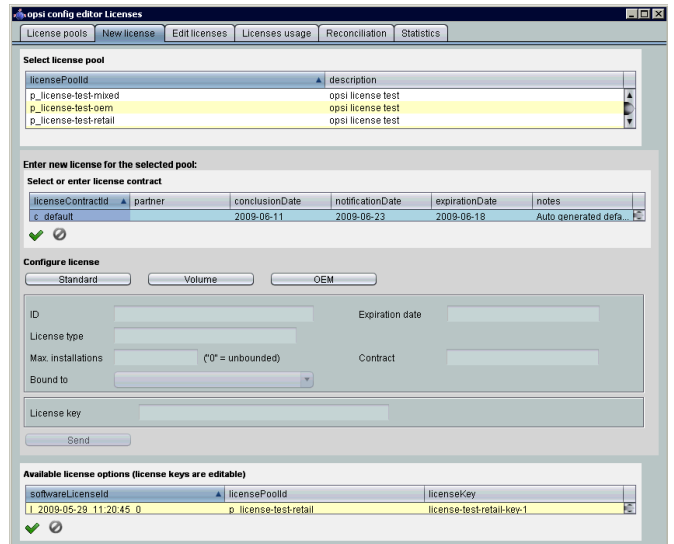 opsi config editor Licenses
License pools New license Edit licenses Licenses usage Reconciliation Statistics
Select license pool
licensePoolId description
p_license-test-mixed opsi license test
p_license-test-oem opsi license test
p_license-test-retail opsi license test
Enter new license for the selected pool:
Select or enter license contract
licenseContractId partner conclusionDate notificationDate expirationDate notes
c_default 2009-06-11 2009-06-23 2009-06-18 Auto generated defa...
Configure license
Standard Volume OEM
ID Expiration date
License type
Max. installations ("0" = unbounded) Contract
Bound to
License key
Send
Available license options (license keys are editable)
softwareLicenseId licensePoolId licenseKey
l_2009-05-29_11:20:45_0 p_license-test-retail license-test-retail-key-1